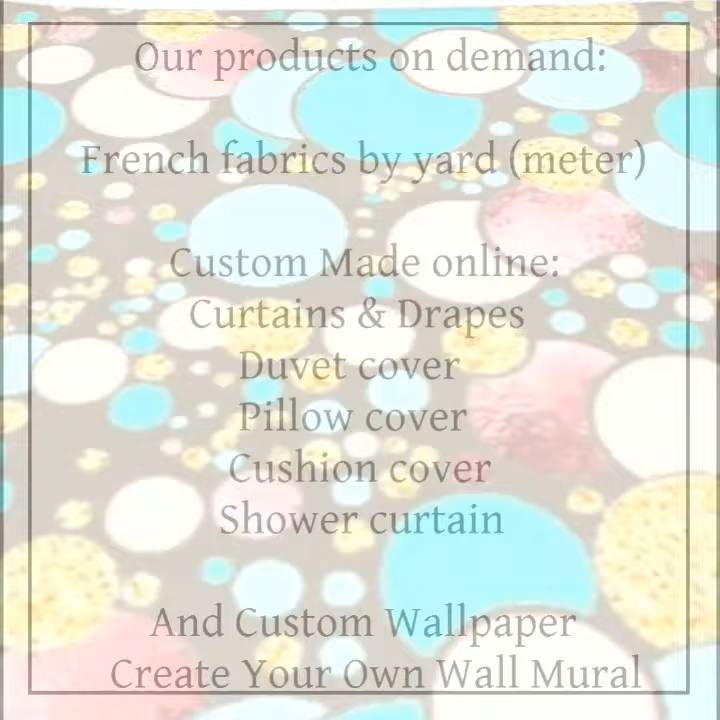 Our products on demand:
French fabrics by yard (meter)
Custom Made online:
Curtains & Drapes
Duvet cover
Pillow cover
Cushion cover
Shower curtain
And Custom Wallpaper
Create Your Own Wall Mural